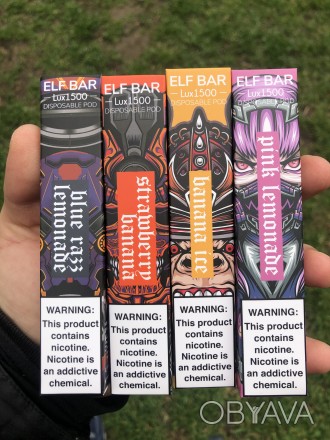 ELF BAR
Lux1500
DISPOSABLE POD
blue razz
lemonade
WARNING:
This product
contains
nicotine.
Nicotine is
an addictive
chemical.
ELF BAR
Lux1500
DISPOSABLE POD
strawberry
banana
WARNING:
This product
contains
nicotine.
Nicotine is
an addictive
chemical.
ELF BAR
Lux1500
DISPOSABLE POD
banana ice
WARNING:
This product
contains
nicotine.
Nicotine is
an addictive
chemical.
ELF BAR
Lux1500
DISPOSABLE POD
pink lemonade
WARNING:
This product
contains
nicotine.
Nicotine is
an addictive
chemical.
OBYAVA